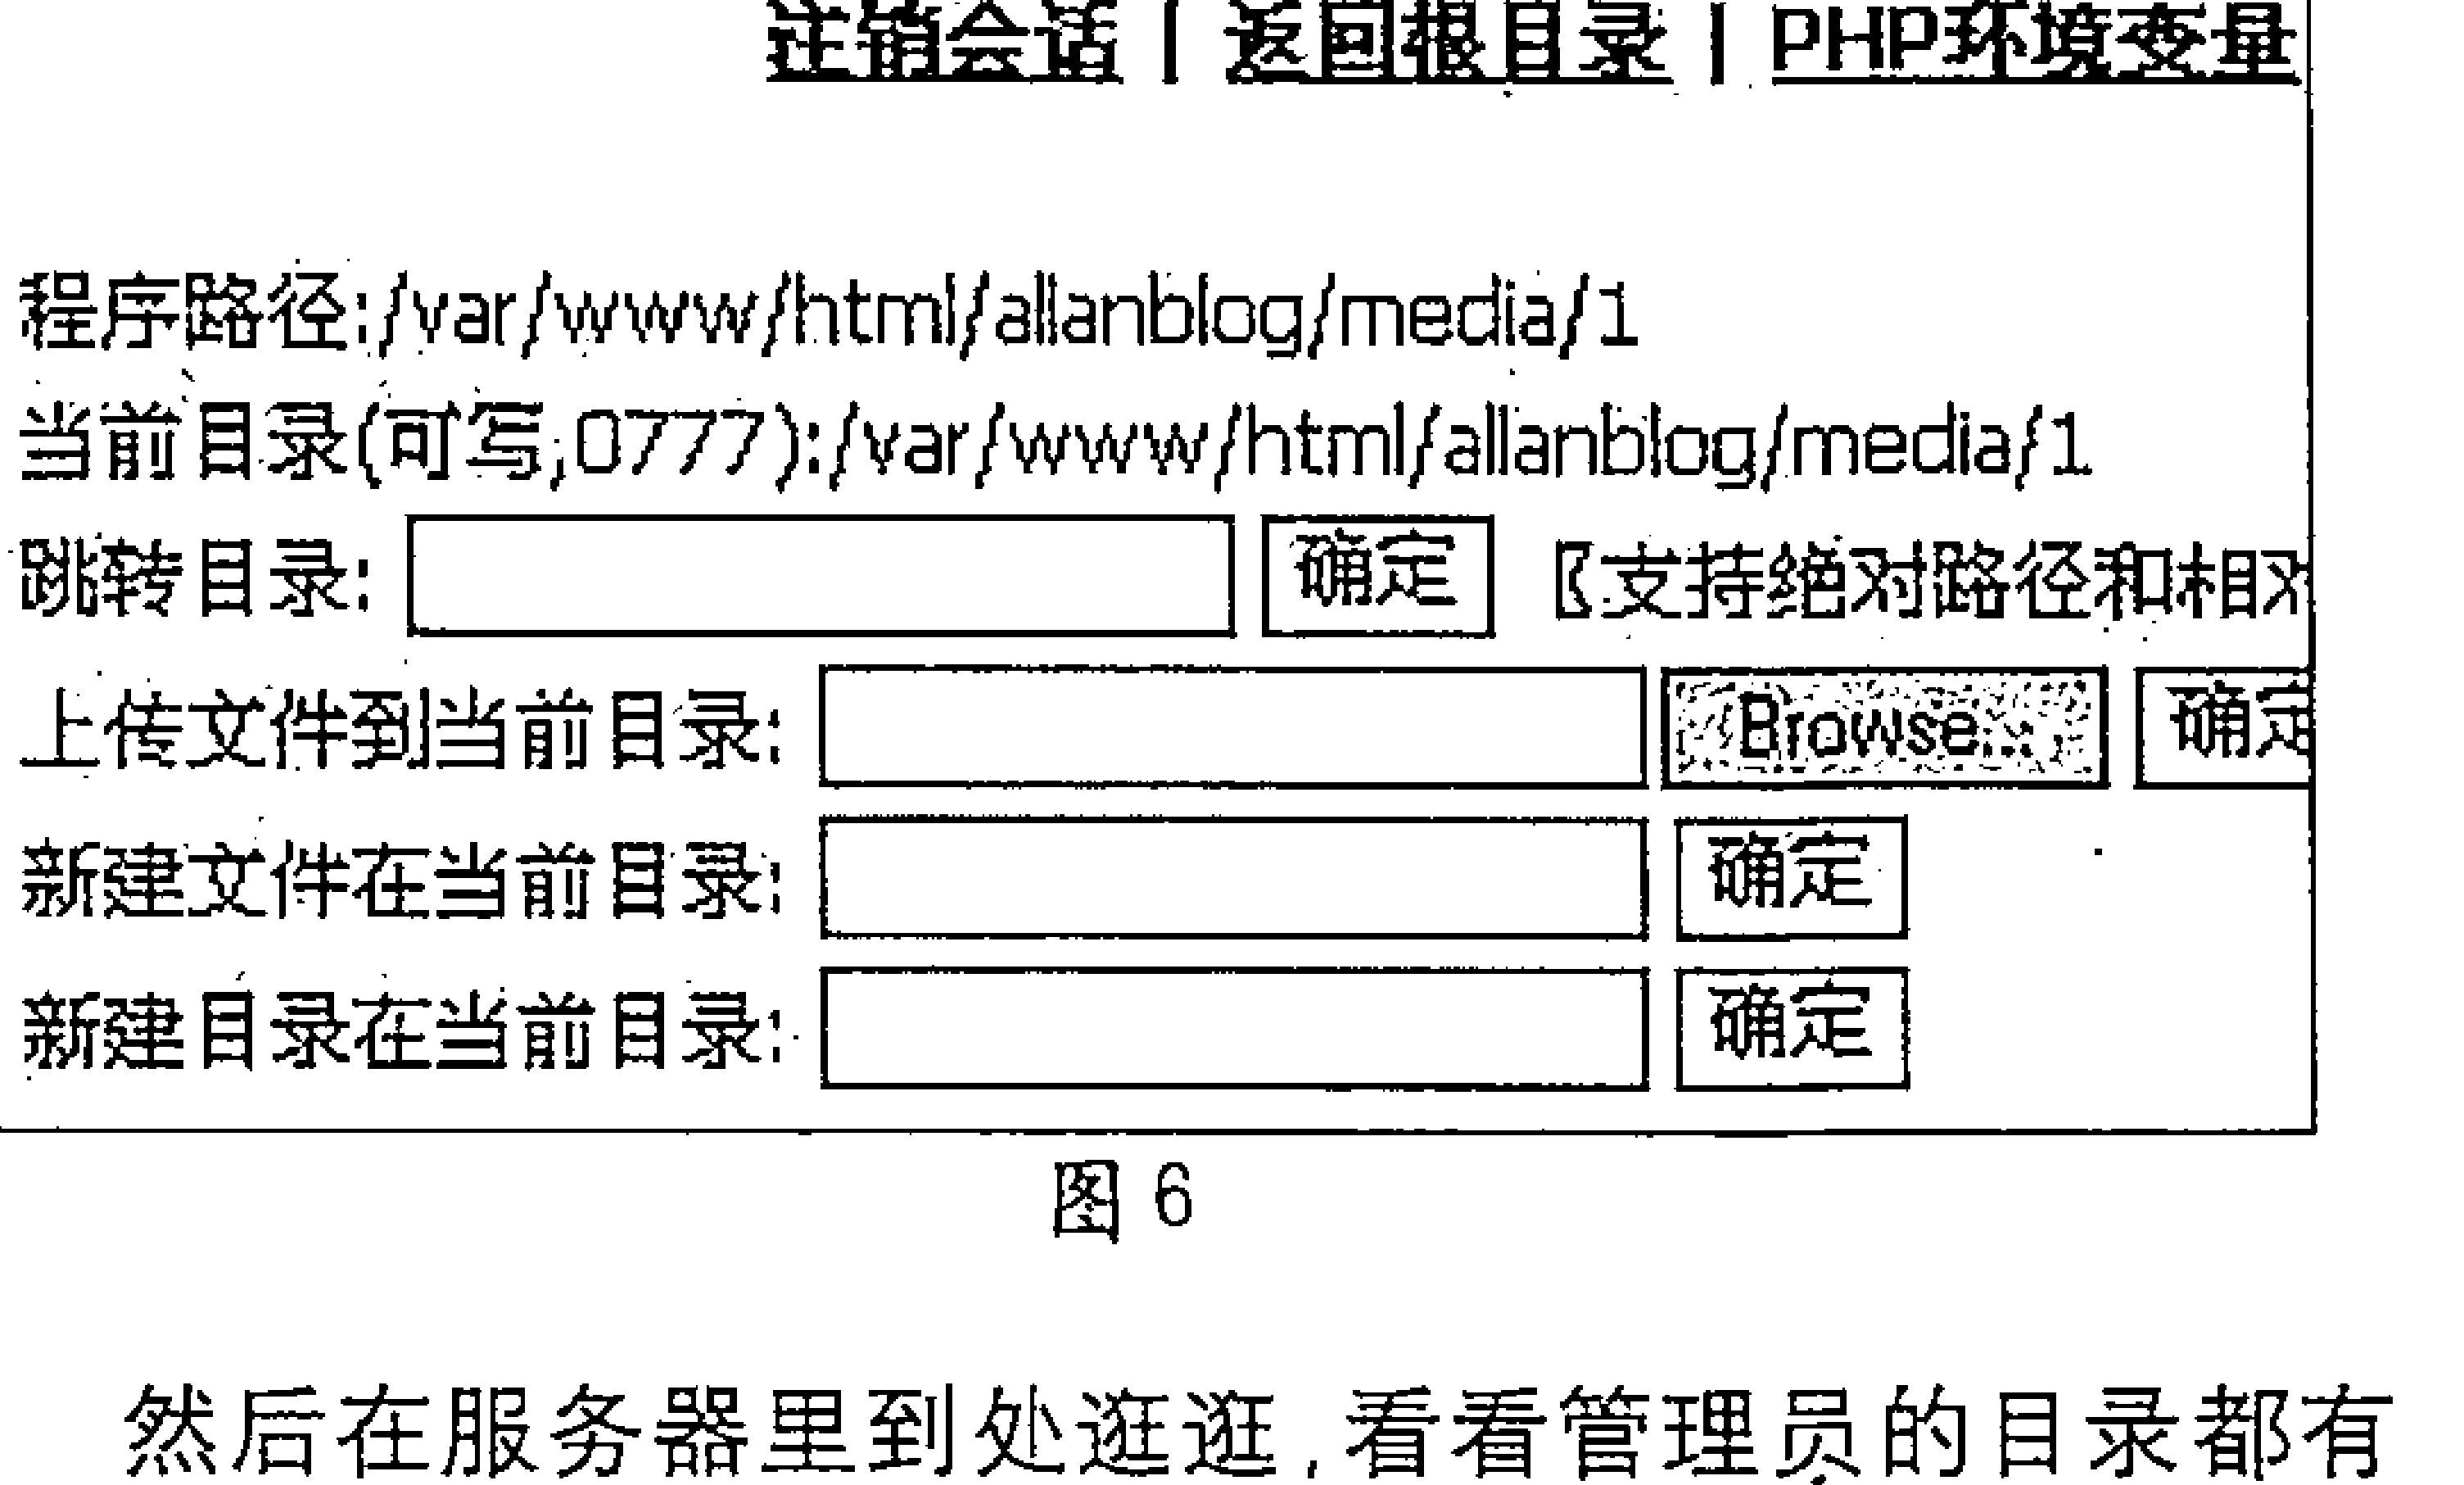 注销会话 | 返回根目录 | PHP环境变量
程序路径:/var/www/html/allanblog/media/1
当前目录(可写,0777):/var/www/html/allanblog/media/1
跳转目录: 确定 〖支持绝对路径和相对
上传文件到当前目录: Browse... 确定
新建文件在当前目录: 确定
新建目录在当前目录: 确定
图 6
然后在服务器里到处逛逛,看看管理员的目录都有